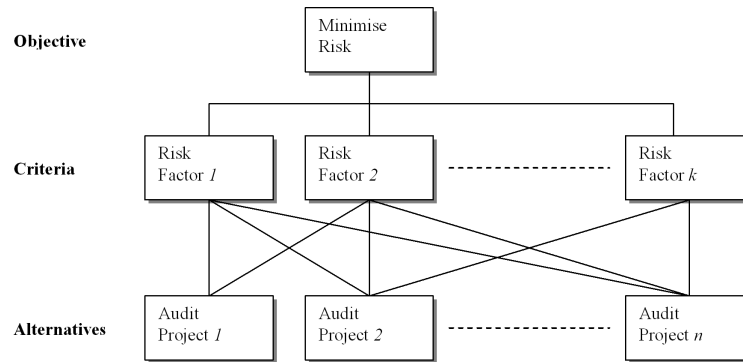 Objective
Minimise
Risk
Criteria
Risk
Factor 1
Risk
Factor 2
Risk
Factor k
Alternatives
Audit
Project 1
Audit
Project 2
Audit
Project n